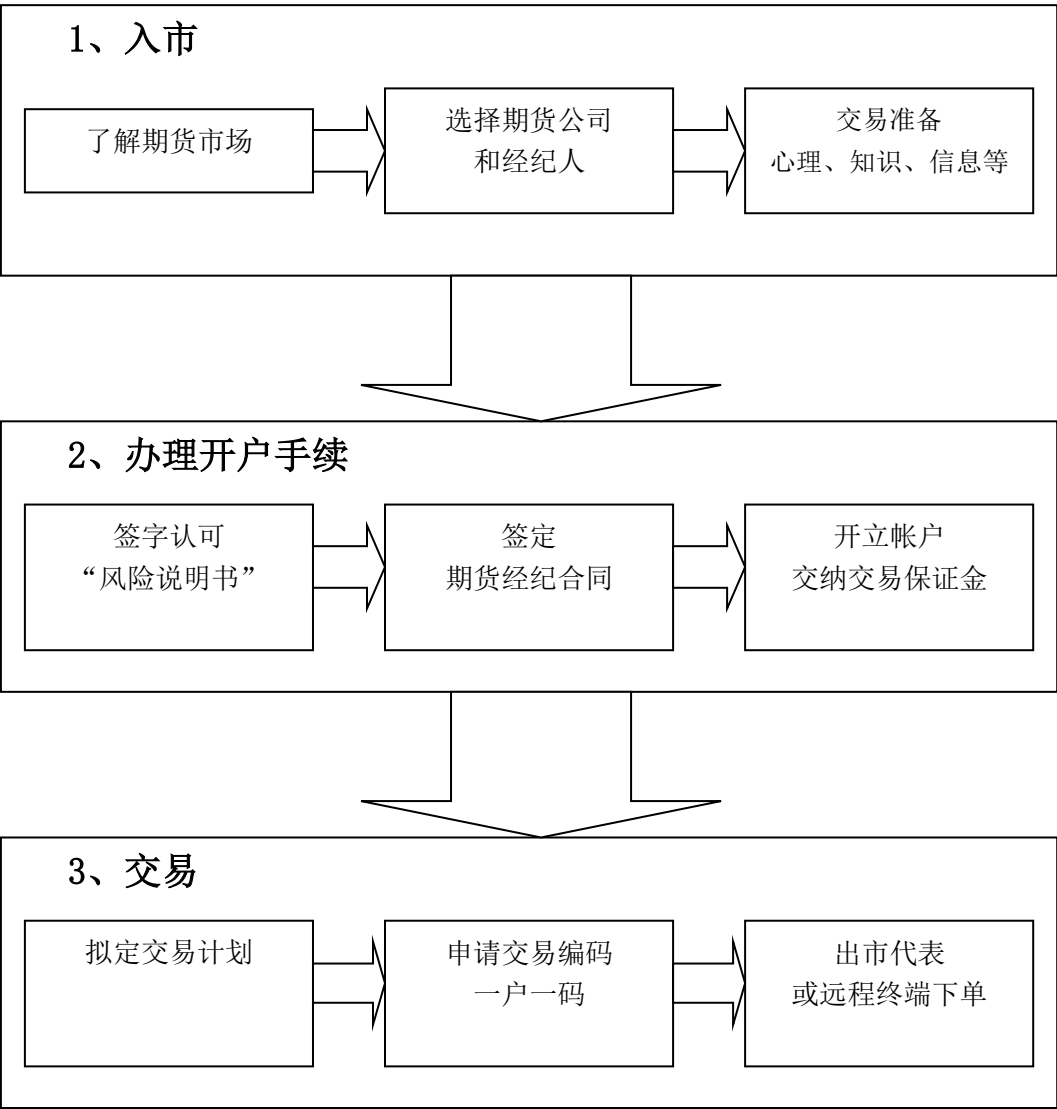 1、入市
了解期货市场
选择期货公司
和经纪人
交易准备
心理、知识、信息等
2、办理开户手续
签字认可
“风险说明书”
签定
期货经纪合同
开立帐户
交纳交易保证金
3、交易
拟定交易计划
申请交易编码
一户一码
出市代表
或远程终端下单